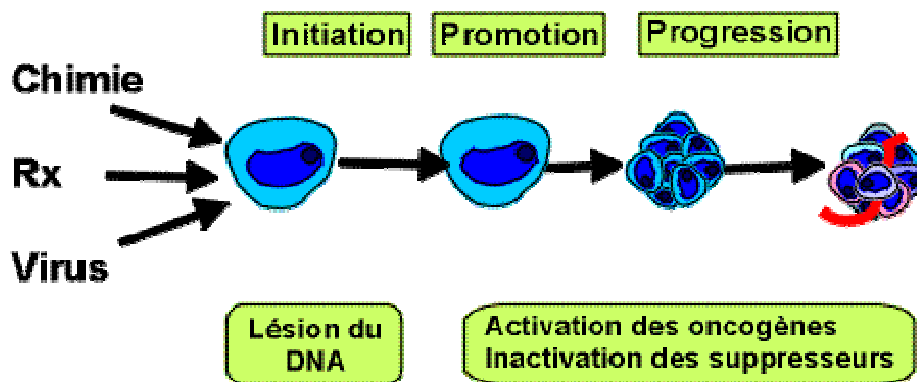 Initiation Promotion Progression
Chimie
Rx
Virus
Lésion du
DNA
Activation des oncogènes
Inactivation des suppresseurs